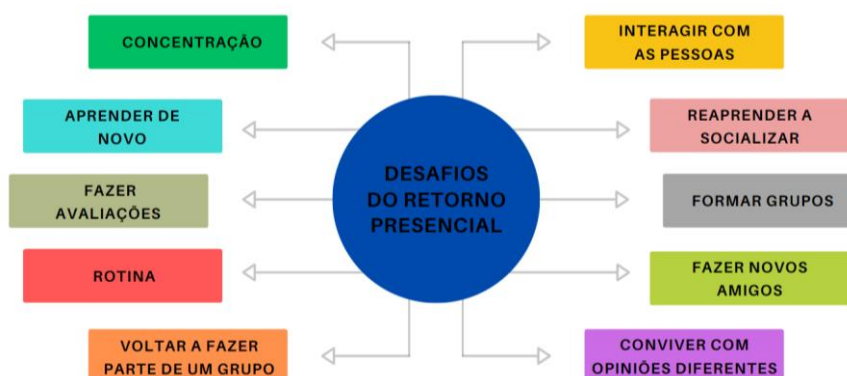 CONCENTRAÇÃO
APRENDER DE
NOVO
FAZER
AVALIAÇÕES
ROTINA
VOLTAR A FAZER
PARTE DE UM GRUPO
DESAFIOS
DO RETORNO
PRESENCIAL
INTERAGIR COM
AS PESSOAS
REAPRENDER A
SOCIALIZAR
FORMAR GRUPOS
FAZER NOVOS
AMIGOS
CONVIVER COM
OPINIÕES DIFERENTES